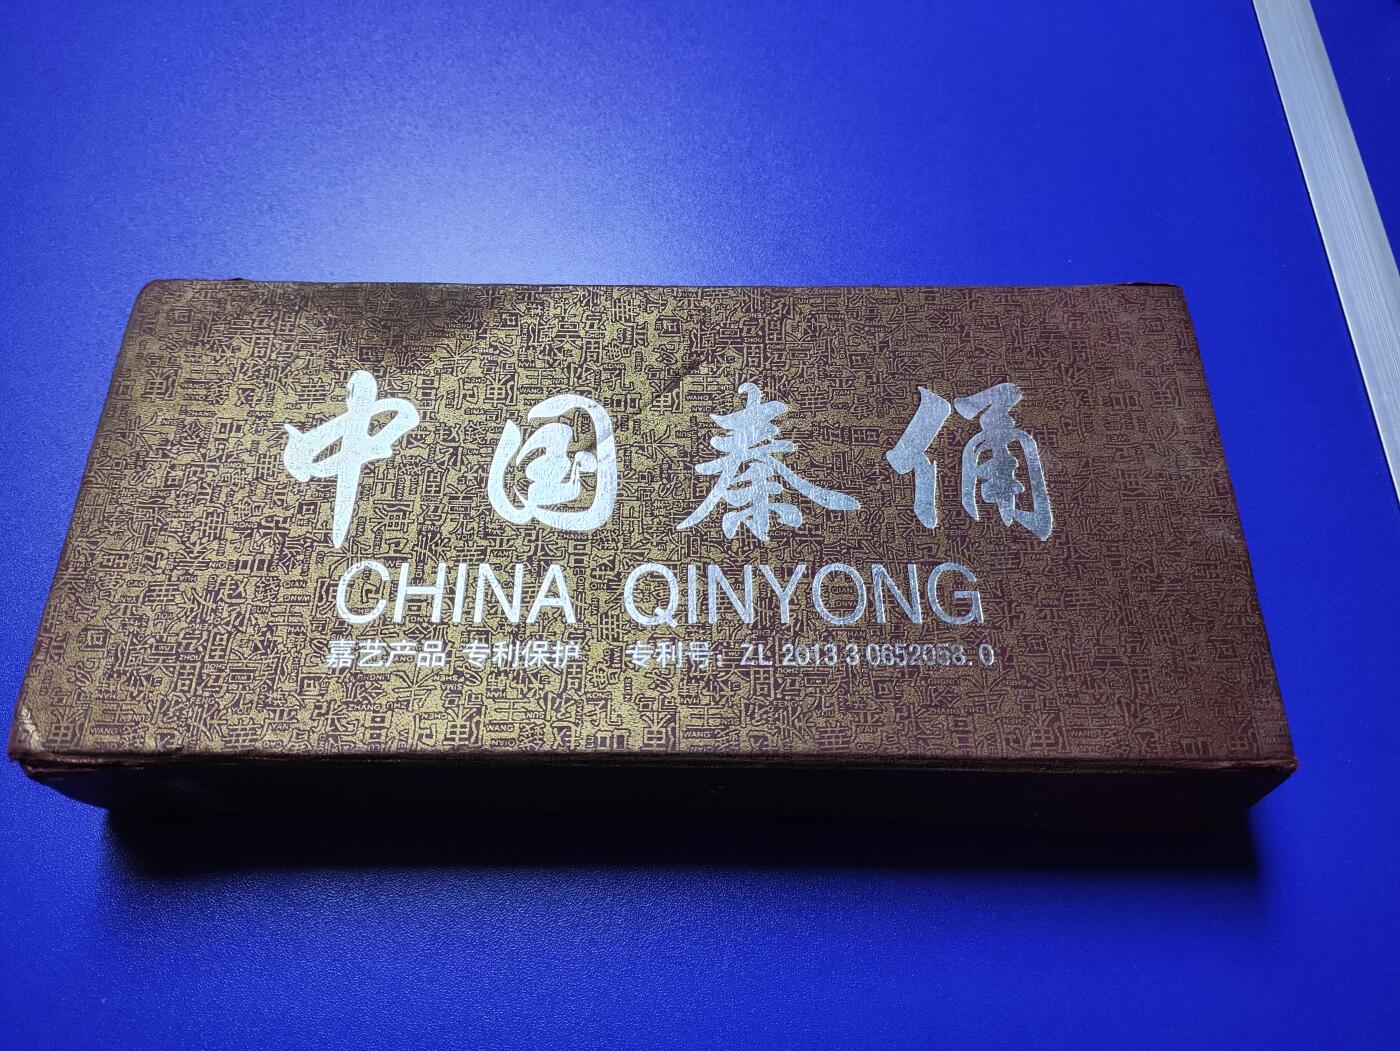 中国秦俑
CHINA QINYONG
嘉艺产品 专利保护 专利号：ZL 2013 3 0652058.0